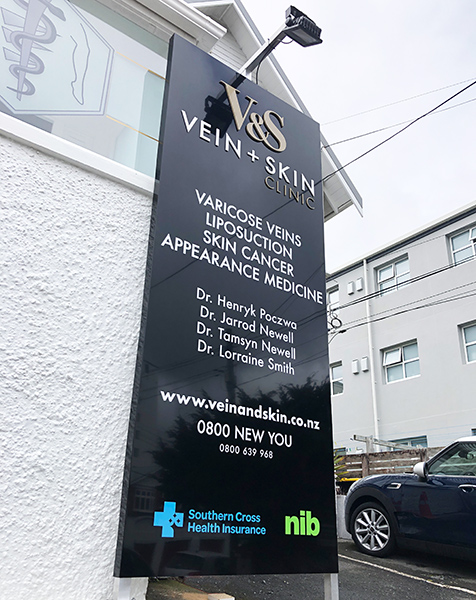 V&S
VEIN + SKIN
CLINIC
VARICOSE VEINS
LIPOSUCTION
SKIN CANCER
APPEARANCE MEDICINE
Dr. Henryk Poczwa
Dr. Jarrod Newell
Dr. Tamsyn Newell
Dr. Lorraine Smith
www.veinandskin.co.nz
0800 NEW YOU
0800 639 968
Southern Cross
Health Insurance
nib